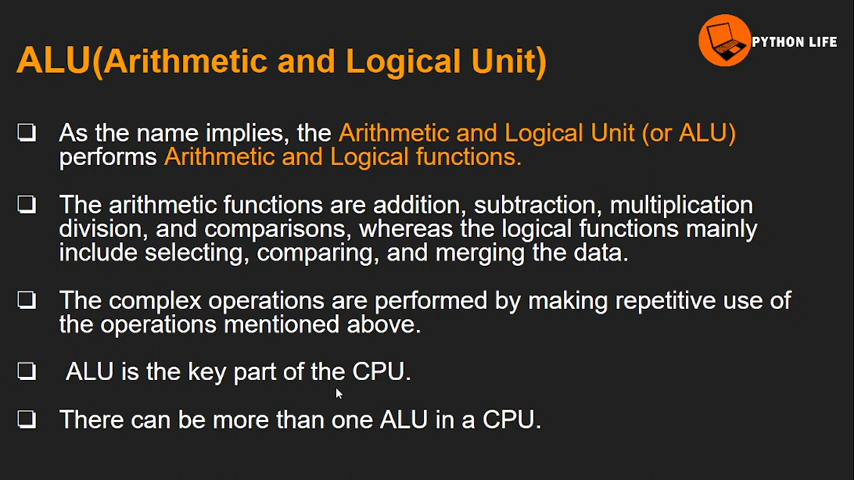 ALU(Arithmetic and Logical Unit)
PYTHON LIFE
As the name implies, the Arithmetic and Logical Unit (or ALU)
performs Arithmetic and Logical functions.
The arithmetic functions are addition, subtraction, multiplication
division, and comparisons, whereas the logical functions mainly
include selecting, comparing, and merging the data.
The complex operations are performed by making repetitive use of
the operations mentioned above.
ALU is the key part of the CPU.
There can be more than one ALU in a CPU.